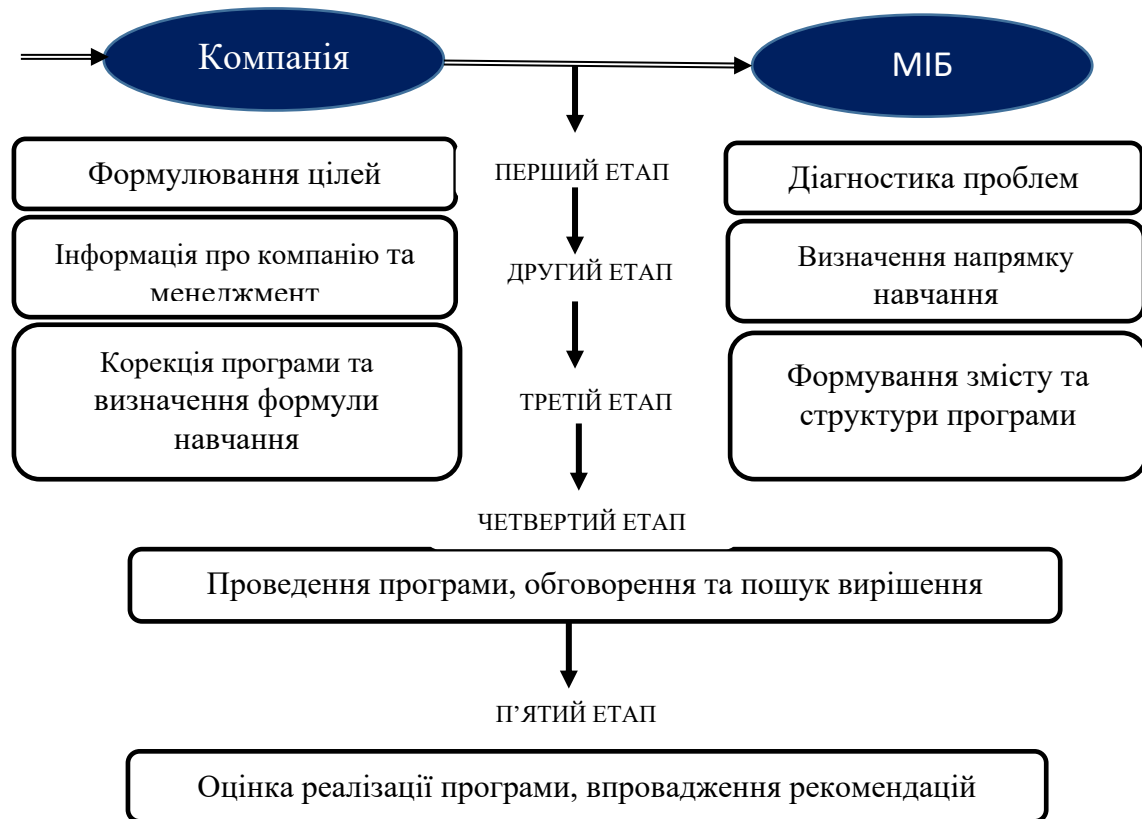 Компанія
МІБ
Формулювання цілей
ПЕРШИЙ ЕТАП
Діагностика проблем
Інформація про компанію та
менеджмент
ДРУГИЙ ЕТАП
Визначення напрямку
навчання
Корекція програми та
визначення формули
навчання
ТРЕТІЙ ЕТАП
Формування змісту та
структури програми
ЧЕТВЕРТИЙ ЕТАП
Проведення програми, обговорення та пошук вирішення
П’ЯТИЙ ЕТАП
Оцінка реалізації програми, впровадження рекомендацій